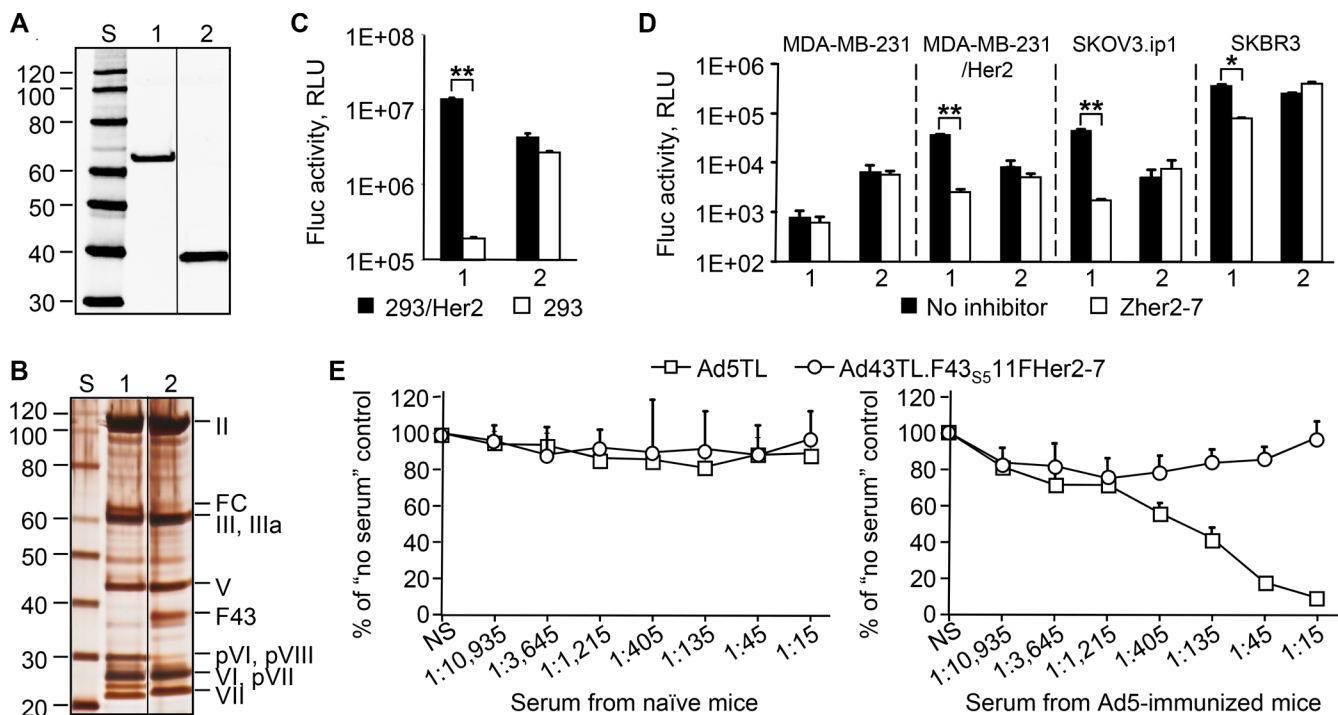 A
S 1 2
120
100
80
60
50
40
30
B
S 1 2
120
100
80
60
50
40
30
20
II
FC
III, IIIa
V
F43
pVI, pVIII
VI, pVII
VII
C
Fluc activity, RLU
1E+08
1E+07
1E+06
1E+05
**
1 2
293/Her2 293
D
Fluc activity, RLU
1E+06
1E+05
1E+04
1E+03
1E+02
MDA-MB-231
MDA-MB-231
/Her2
SKOV3.ip1
SKBR3
** ** *
1 2 1 2 1 2 1 2
No inhibitor Zher2-7
E
Ad5TL Ad43TL.F43S511FHer2-7
% of “no serum” control
120
100
80
60
40
20
0
NS 1:10,935 1:3,645 1:1,215 1:405 1:135 1:45 1:15
Serum from naïve mice
% of “no serum” control
120
100
80
60
40
20
0
NS 1:10,935 1:3,645 1:1,215 1:405 1:135 1:45 1:15
Serum from Ad5-immunized mice